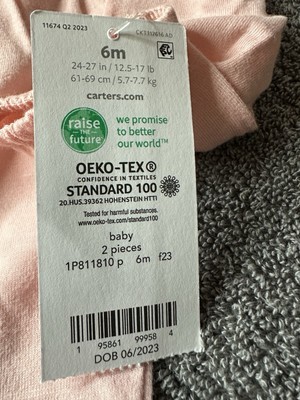 11674 Q2 2023
6m
24-27 in / 12.5-17 lb
61-69 cm / 5.7-7.7 kg
carters.com
raise
THE
future
we promise
to better
our world™
OEKO-TEX®
CONFIDENCE IN TEXTILES
STANDARD 100
20.HUS.39362 HOHENSTEIN HTTI
Tested for harmful substances.
www.oeko-tex.com/standard100
baby
2 pieces
1P811810 p 6m f23
1 95861 99958 4
DOB 06/2023